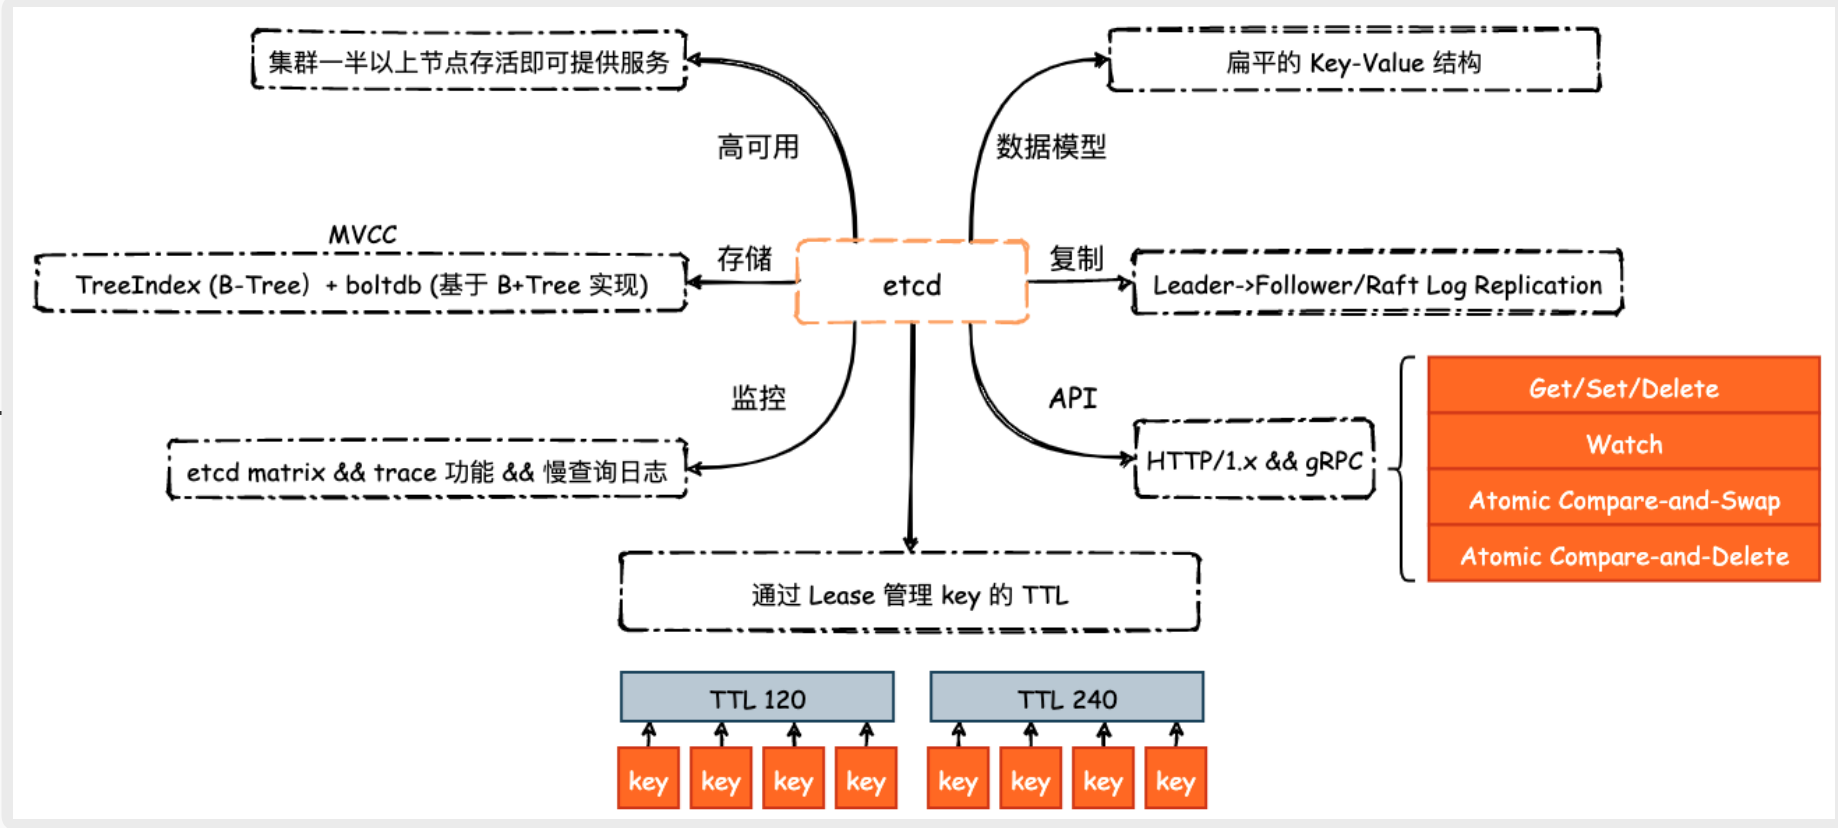 集群一半以上节点存活即可提供服务
扁平的 Key-Value 结构
高可用
数据模型
MVCC
存储
复制
TreeIndex (B-Tree）+ boltdb (基于 B+Tree 实现)
etcd
Leader->Follower/Raft Log Replication
监控
API
Get/Set/Delete
Watch
Atomic Compare-and-Swap
Atomic Compare-and-Delete
etcd matrix && trace 功能 && 慢查询日志
HTTP/1.x && gRPC
通过 Lease 管理 key 的 TTL
TTL 120
TTL 240
key key key key key key key key